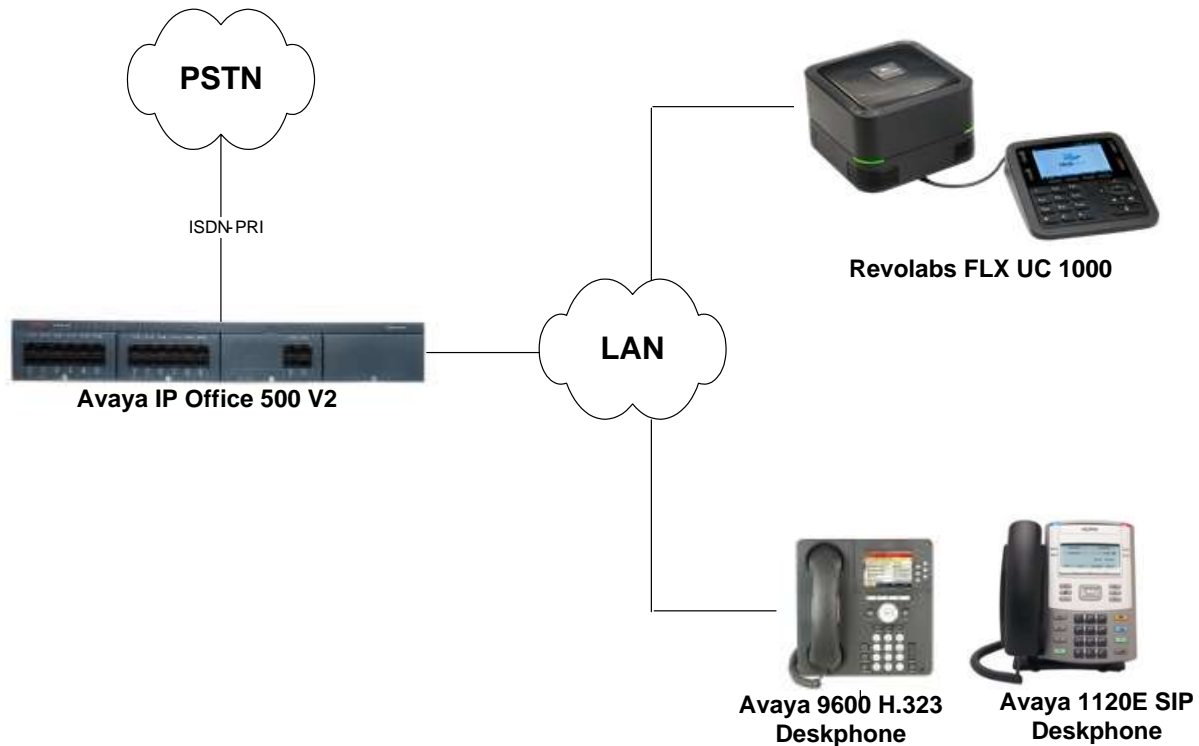 PSTN
ISDN-PRI
Revolabs FLX UC 1000
LAN
Avaya IP Office 500 V2
Avaya 9600 H.323
Deskphone
Avaya 1120E SIP
Deskphone